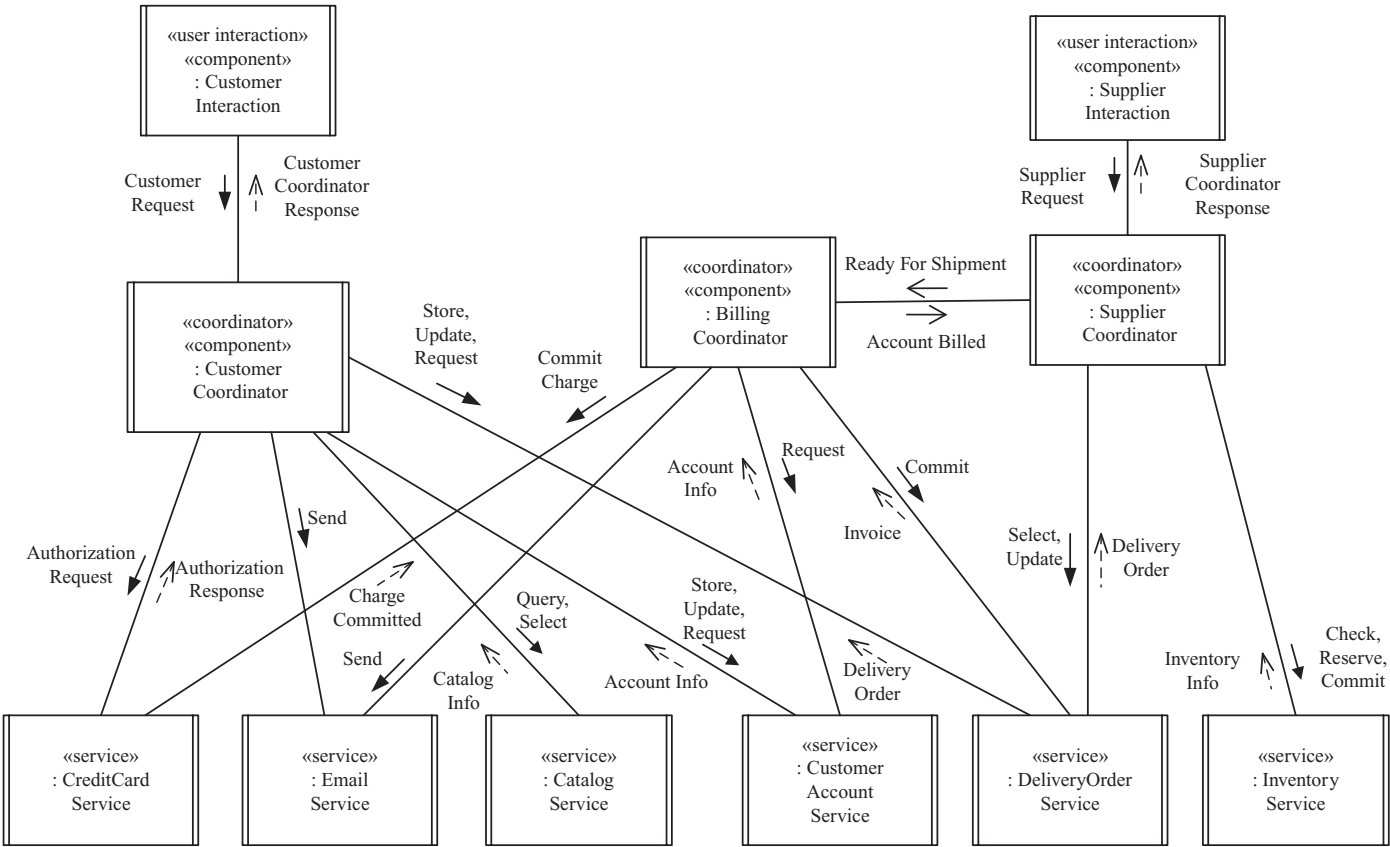 «user interaction»
«component»
: Customer
Interaction
«user interaction»
«component»
: Supplier
Interaction
Customer
Request
Customer
Coordinator
Response
Supplier
Request
Supplier
Coordinator
Response
«coordinator»
«component»
: Customer
Coordinator
«coordinator»
«component»
: Billing
Coordinator
Ready For Shipment
Account Billed
«coordinator»
«component»
: Supplier
Coordinator
Store,
Update,
Request
Commit
Charge
Account
Info
Request
Commit
Invoice
Send
Authorization
Request
Authorization
Response
Charge
Committed
Query,
Select
Store,
Update,
Request
Select,
Update
Delivery
Order
Send
Catalog
Info
Account Info
Delivery
Order
Inventory
Info
Check,
Reserve,
Commit
«service»
: CreditCard
Service
«service»
: Email
Service
«service»
: Catalog
Service
«service»
: Customer
Account
Service
«service»
: DeliveryOrder
Service
«service»
: Inventory
Service